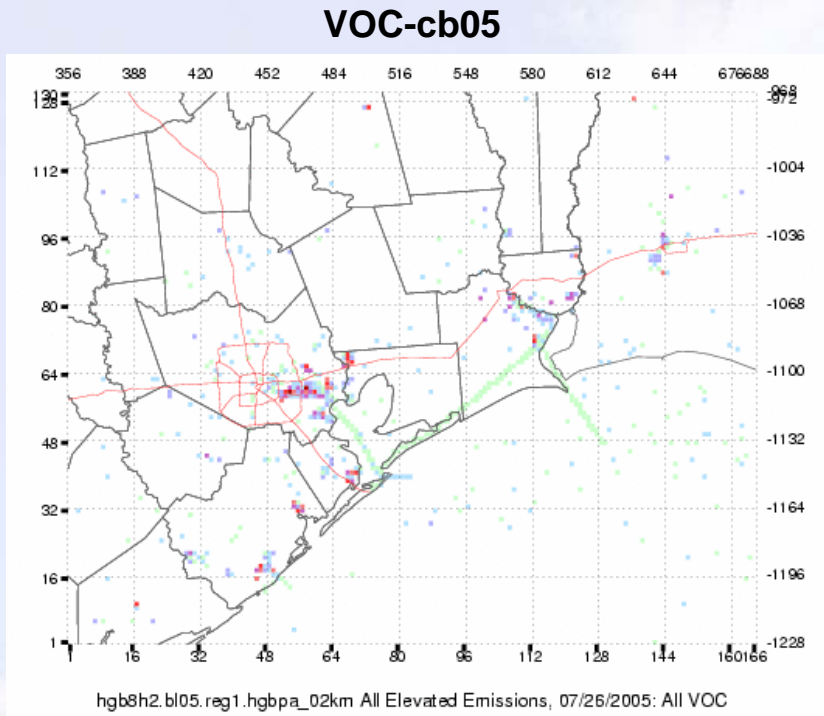 VOC-cb05
356 388 420 452 484 516 548 580 612 644 676688
130 -968
128 -972
112 -1004
96 -1036
80 -1068
64 -1100
48 -1132
32 -1164
16 -1196
1 -1228
1 16 32 48 64 80 96 112 128 144 160166
hgb8h2.bl05.reg1.hgbpa_02km All Elevated Emissions, 07/26/2005: All VOC